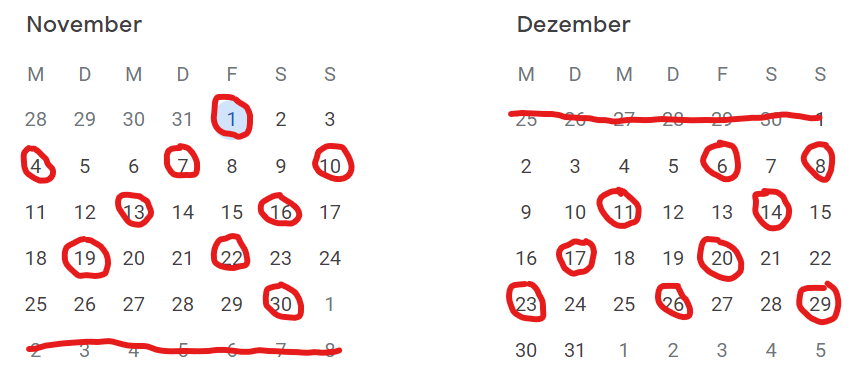 November
M D M D F S S
28 29 30 31 1 2 3
4 5 6 7 8 9 10
11 12 13 14 15 16 17
18 19 20 21 22 23 24
25 26 27 28 29 30 1
2 3 4 5 6 7 8
Dezember
M D M D F S S
25 26 27 28 29 30 1
2 3 4 5 6 7 8
9 10 11 12 13 14 15
16 17 18 19 20 21 22
23 24 25 26 27 28 29
30 31 1 2 3 4 5